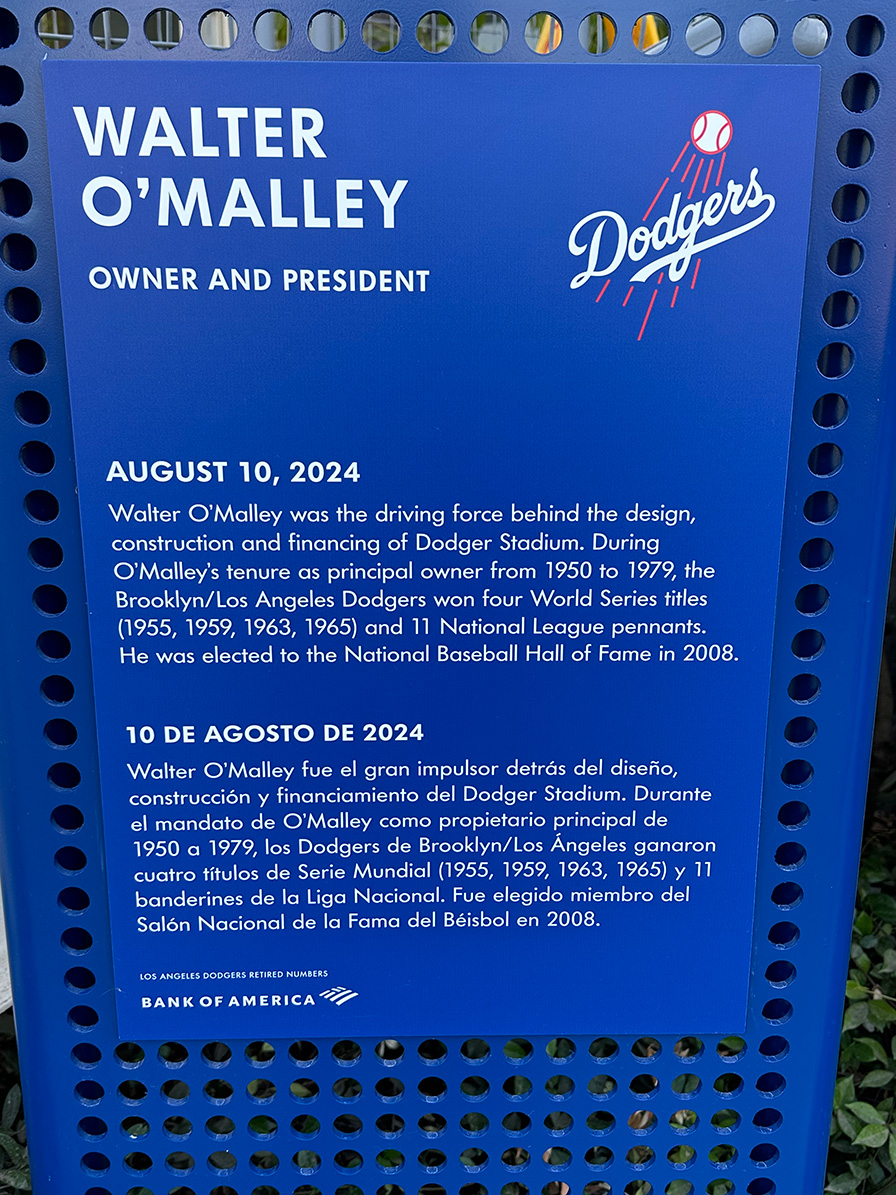 WALTER
O'MALLEY
OWNER AND PRESIDENT
Dodgers
AUGUST 10, 2024
Walter O'Malley was the driving force behind the design,
construction and financing of Dodger Stadium. During
O'Malley's tenure as principal owner from 1950 to 1979, the
Brooklyn/Los Angeles Dodgers won four World Series titles
(1955, 1959, 1963, 1965) and 11 National League pennants.
He was elected to the National Baseball Hall of Fame in 2008.
10 DE AGOSTO DE 2024
Walter O'Malley fue el gran impulsor detrás del diseño,
construcción y financiamiento del Dodger Stadium. Durante
el mandato de O'Malley como propietario principal de
1950 a 1979, los Dodgers de Brooklyn/Los Ángeles ganaron
cuatro títulos de Serie Mundial (1955, 1959, 1963, 1965) y 11
banderines de la Liga Nacional. Fue elegido miembro del
Salón Nacional de la Fama del Béisbol en 2008.
LOS ANGELES DODGERS RETIRED NUMBERS
BANK OF AMERICA